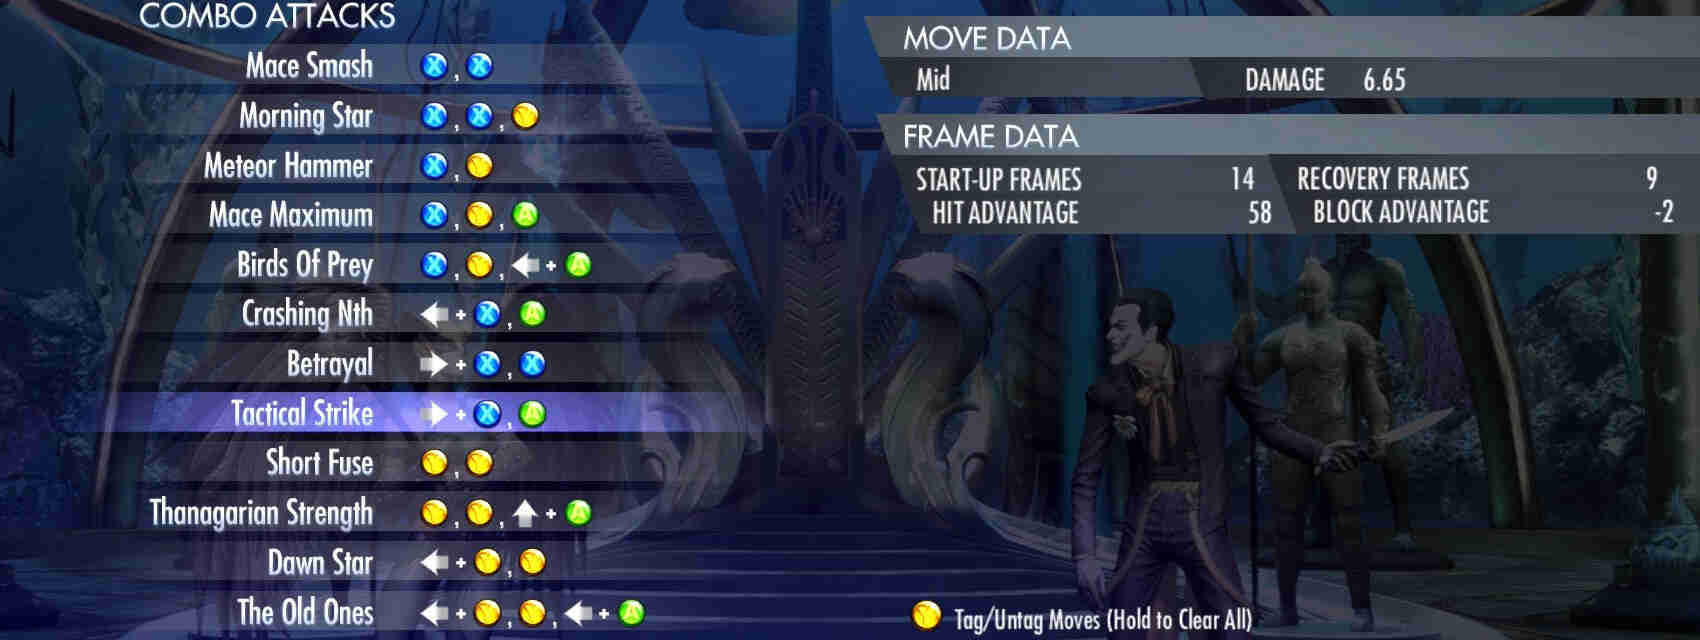 COMBO ATTACKS
Mace Smash X , X
Morning Star X , X , Y
Meteor Hammer X , Y
Mace Maximum X , Y , A
Birds Of Prey X , Y , + A
Crashing Nth + X , A
Betrayal + X , X
Tactical Strike + X , A
Short Fuse Y , Y
Thanagarian Strength Y , Y , + A
Dawn Star + Y , Y
The Old Ones + Y , Y , + A
MOVE DATA
Mid DAMAGE 6.65
FRAME DATA
START-UP FRAMES 14 RECOVERY FRAMES 9
HIT ADVANTAGE 58 BLOCK ADVANTAGE -2
Y Tag/Untag Moves (Hold to Clear All)